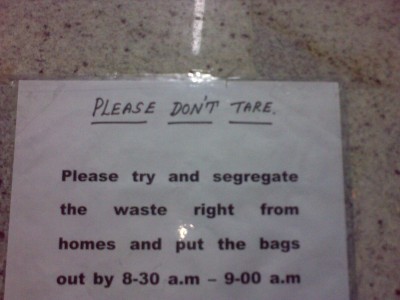 PLEASE DON'T TARE.
Please try and segregate
the waste right from
homes and put the bags
out by 8-30 a.m – 9-00 a.m